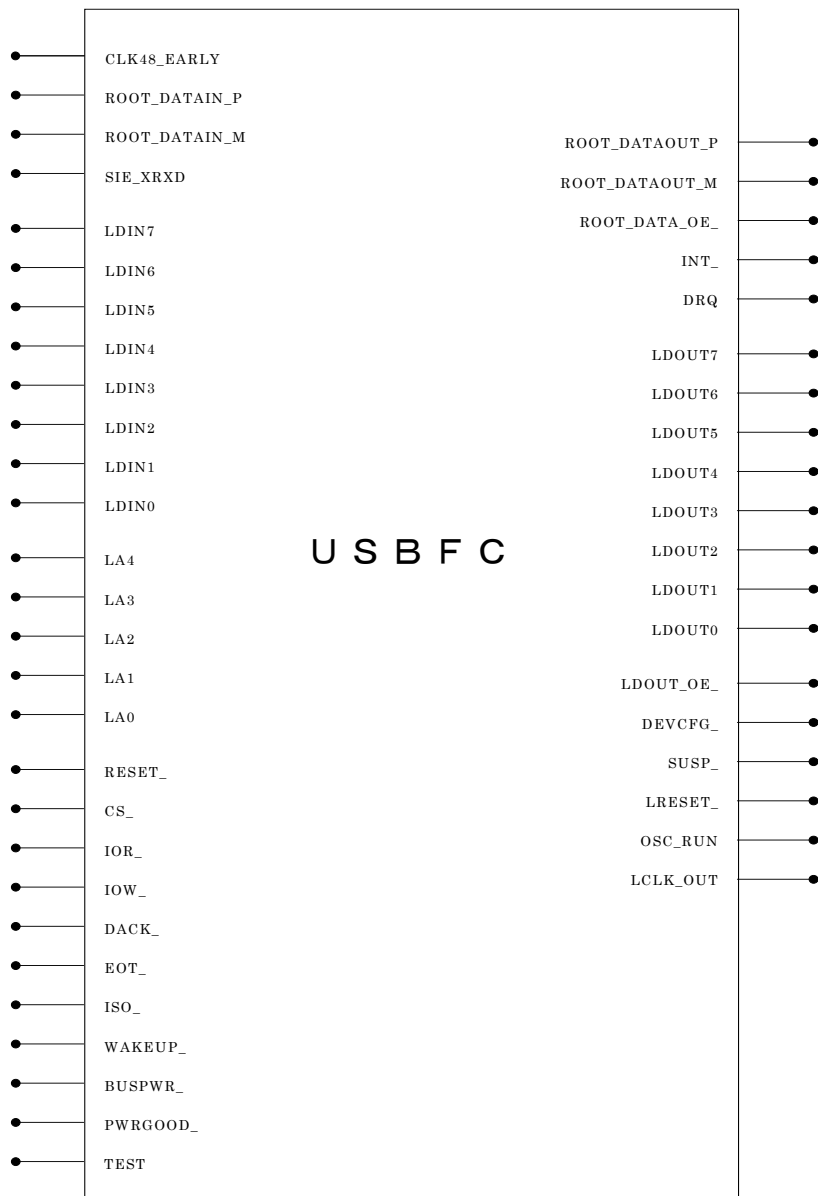 CLK48_EARLY
ROOT_DATAIN_P
ROOT_DATAIN_M
SIE_XRXD
LDIN7
LDIN6
LDIN5
LDIN4
LDIN3
LDIN2
LDIN1
LDIN0
LA4
LA3
LA2
LA1
LA0
RESET_
CS_
IOR_
IOW_
DACK_
EOT_
ISO_
WAKEUP_
BUSPWR_
PWRGOOD_
TEST
USBFC
ROOT_DATAOUT_P
ROOT_DATAOUT_M
ROOT_DATA_OE_
INT_
DRQ
LDOUT7
LDOUT6
LDOUT5
LDOUT4
LDOUT3
LDOUT2
LDOUT1
LDOUT0
LDOUT_OE_
DEVCFG_
SUSP_
LRESET_
OSC_RUN
LCLK_OUT